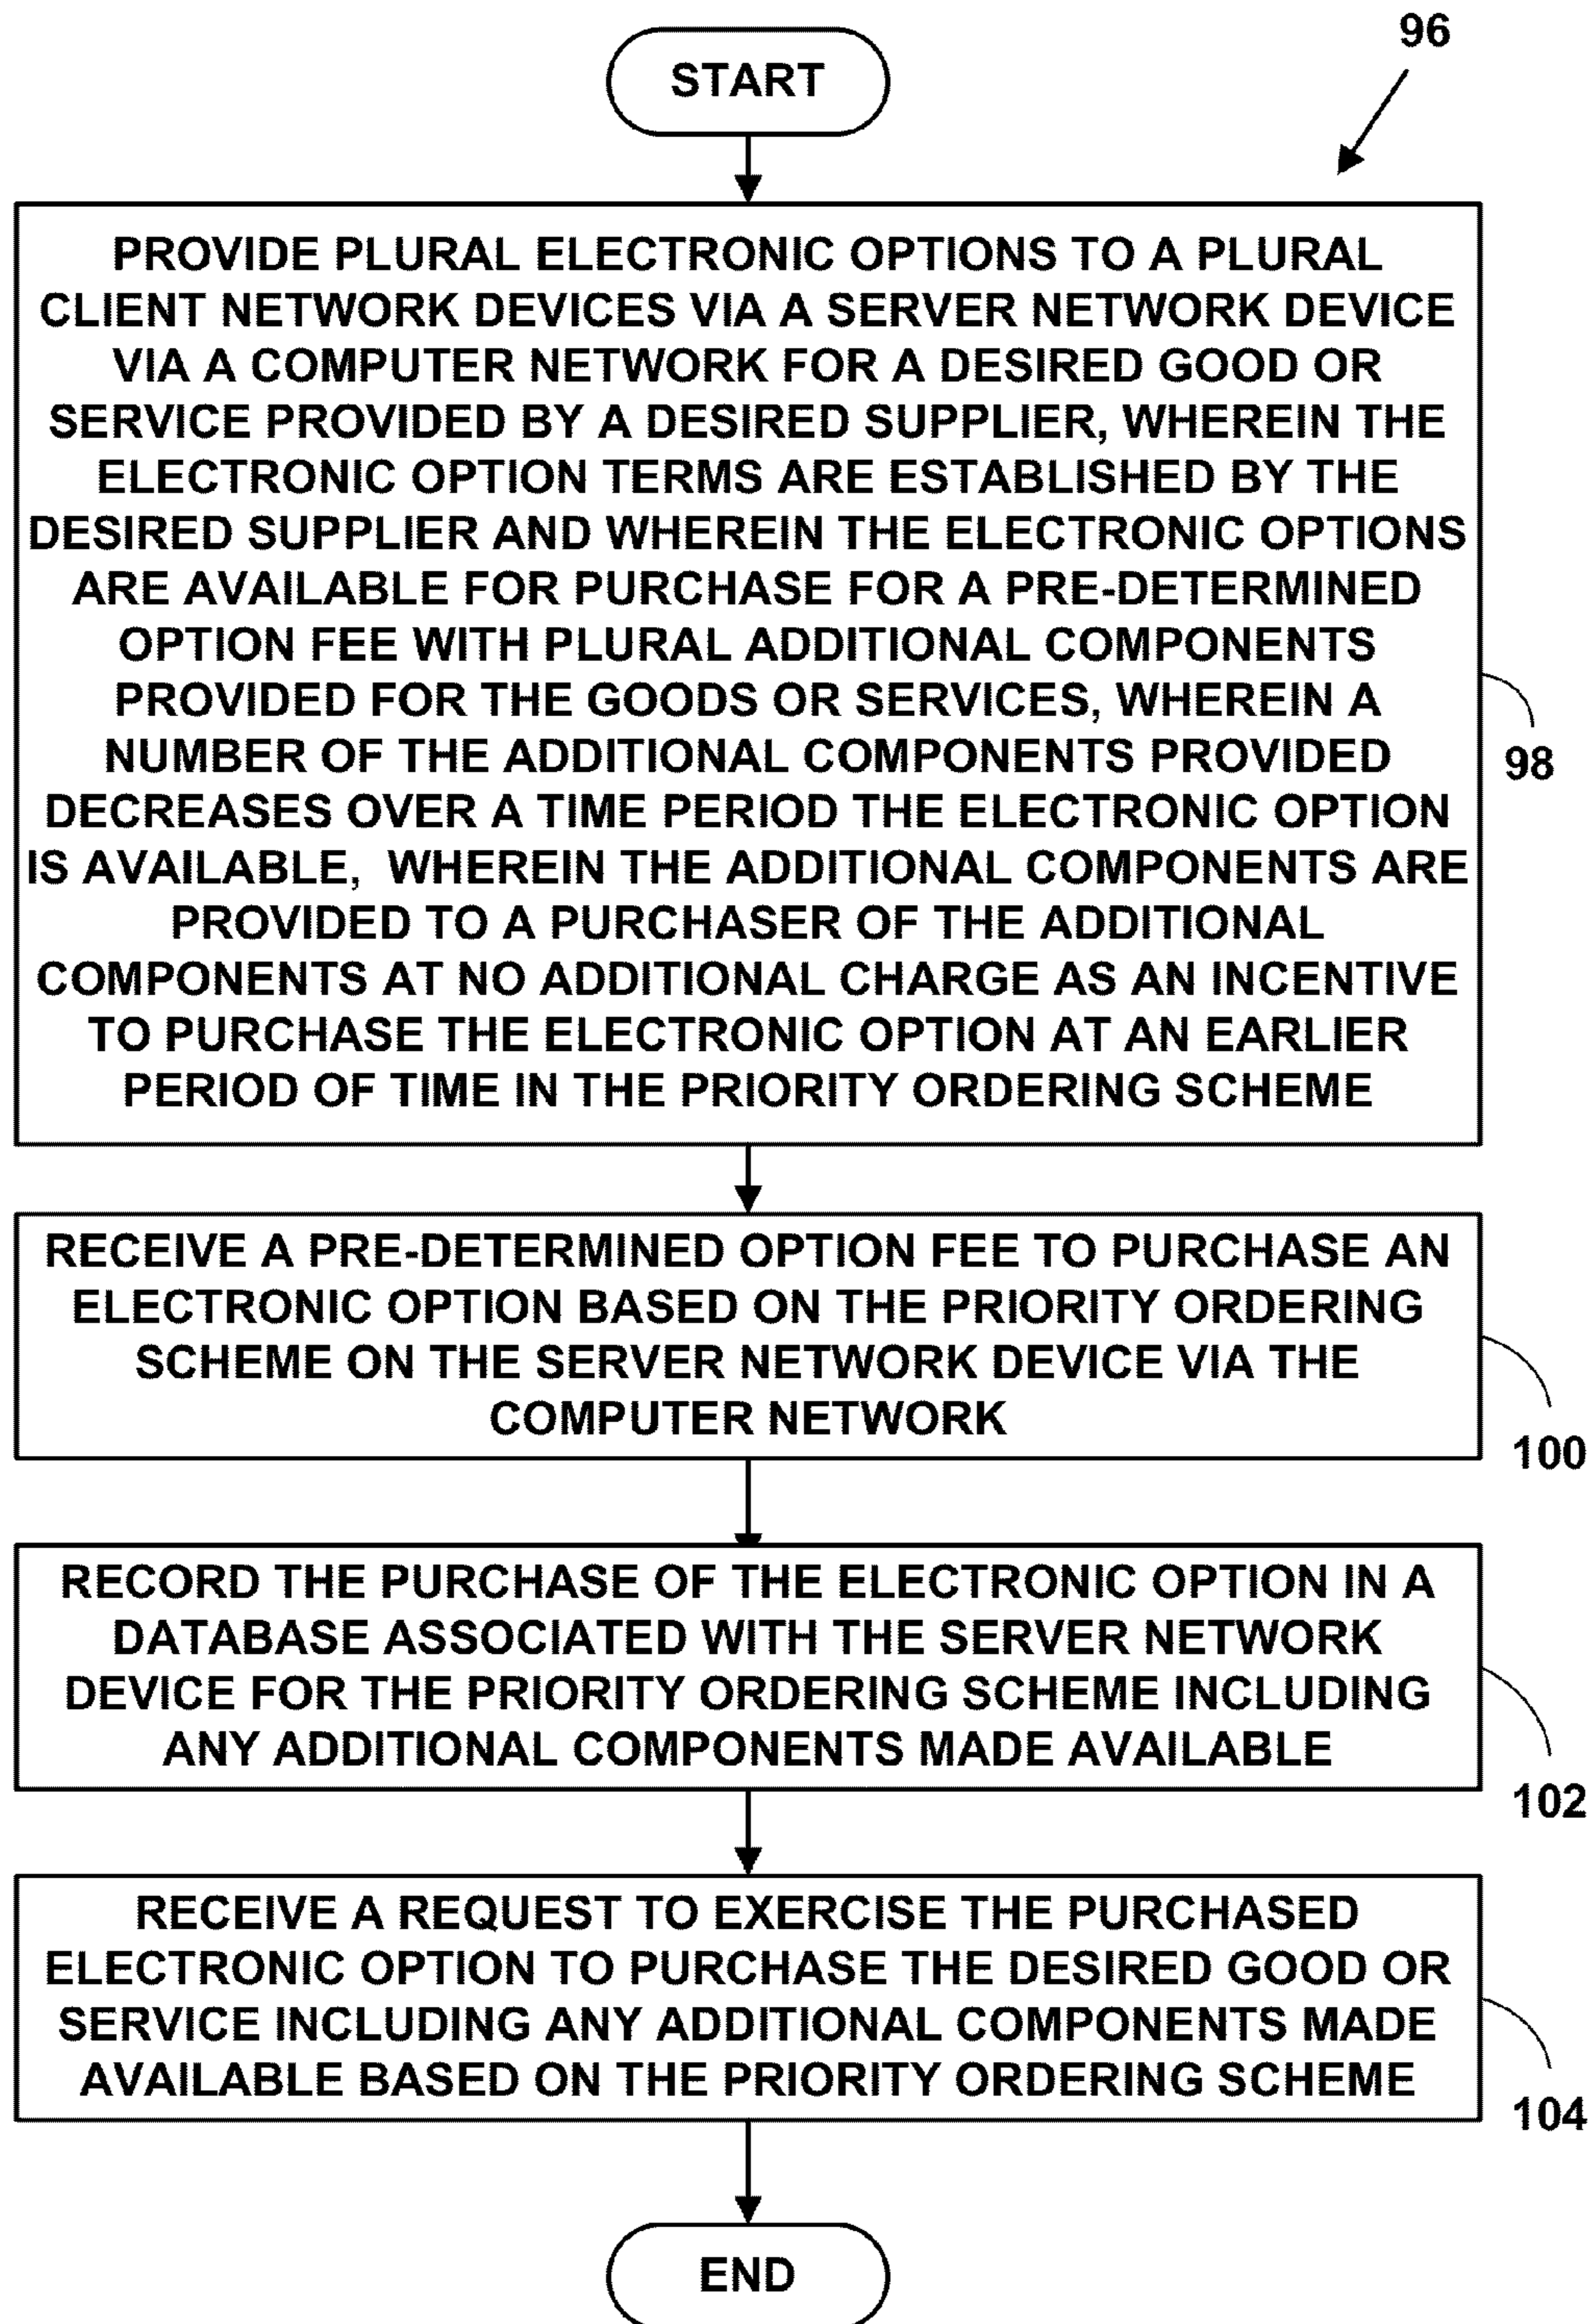 96
START
PROVIDE PLURAL ELECTRONIC OPTIONS TO A PLURAL
CLIENT NETWORK DEVICES VIA A SERVER NETWORK DEVICE
VIA A COMPUTER NETWORK FOR A DESIRED GOOD OR
SERVICE PROVIDED BY A DESIRED SUPPLIER, WHEREIN THE
ELECTRONIC OPTION TERMS ARE ESTABLISHED BY THE
DESIRED SUPPLIER AND WHEREIN THE ELECTRONIC OPTIONS
ARE AVAILABLE FOR PURCHASE FOR A PRE-DETERMINED
OPTION FEE WITH PLURAL ADDITIONAL COMPONENTS
PROVIDED FOR THE GOODS OR SERVICES, WHEREIN A
NUMBER OF THE ADDITIONAL COMPONENTS PROVIDED
DECREASES OVER A TIME PERIOD THE ELECTRONIC OPTION
IS AVAILABLE, WHEREIN THE ADDITIONAL COMPONENTS ARE
PROVIDED TO A PURCHASER OF THE ADDITIONAL
COMPONENTS AT NO ADDITIONAL CHARGE AS AN INCENTIVE
TO PURCHASE THE ELECTRONIC OPTION AT AN EARLIER
PERIOD OF TIME IN THE PRIORITY ORDERING SCHEME
98
RECEIVE A PRE-DETERMINED OPTION FEE TO PURCHASE AN
ELECTRONIC OPTION BASED ON THE PRIORITY ORDERING
SCHEME ON THE SERVER NETWORK DEVICE VIA THE
COMPUTER NETWORK
100
RECORD THE PURCHASE OF THE ELECTRONIC OPTION IN A
DATABASE ASSOCIATED WITH THE SERVER NETWORK
DEVICE FOR THE PRIORITY ORDERING SCHEME INCLUDING
ANY ADDITIONAL COMPONENTS MADE AVAILABLE
102
RECEIVE A REQUEST TO EXERCISE THE PURCHASED
ELECTRONIC OPTION TO PURCHASE THE DESIRED GOOD OR
SERVICE INCLUDING ANY ADDITIONAL COMPONENTS MADE
AVAILABLE BASED ON THE PRIORITY ORDERING SCHEME
104
END